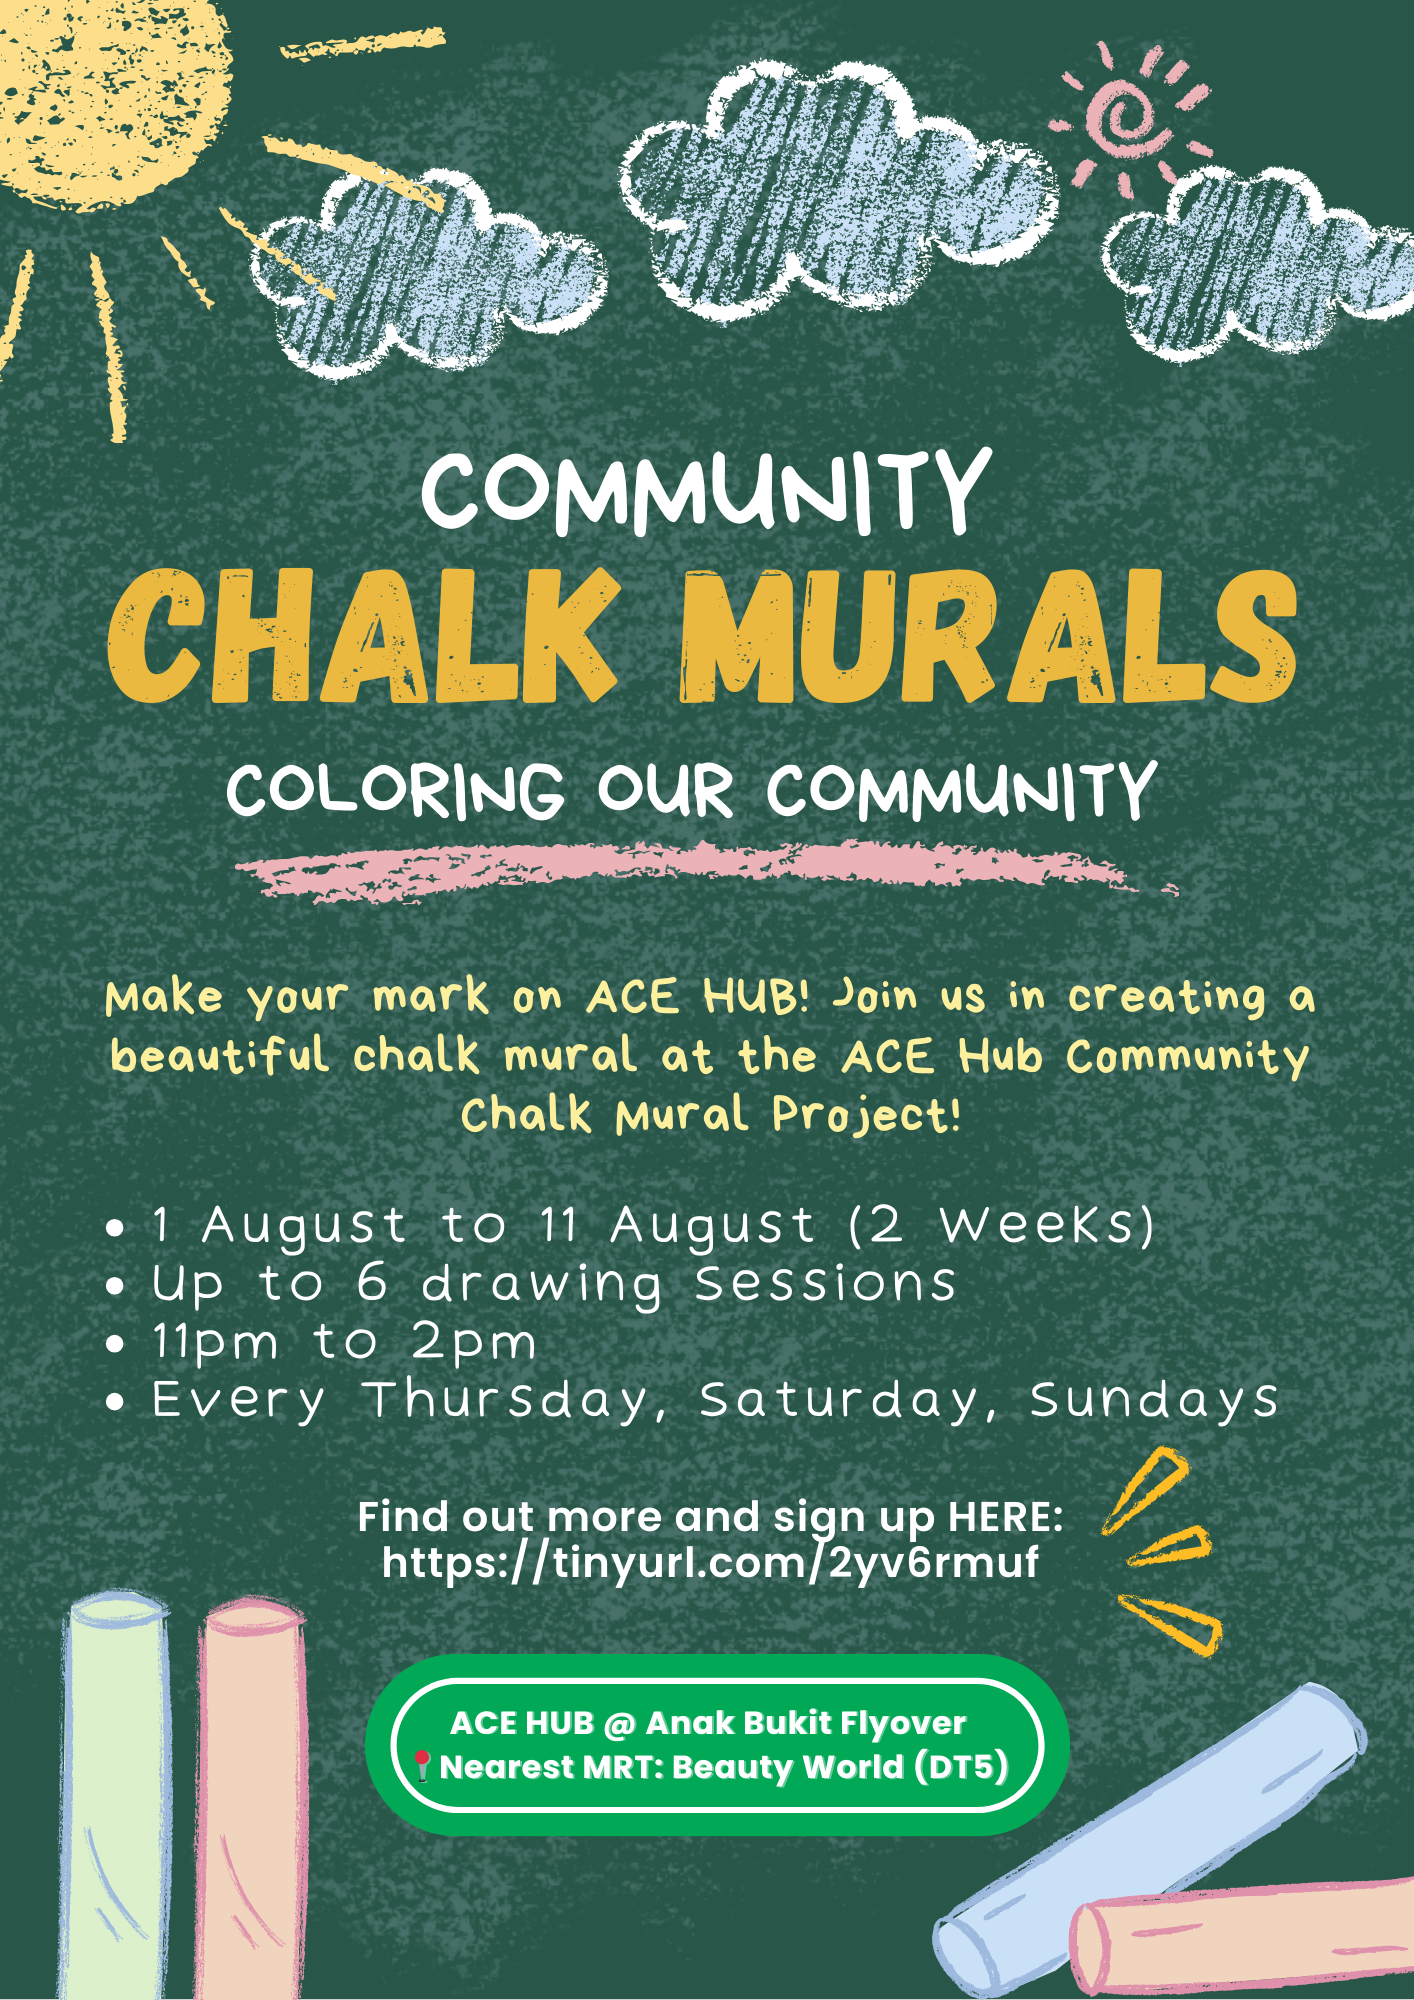 COMMUNITY
CHALK MURALS
COLORING OUR COMMUNITY
Make your mark on ACE HUB! Join us in creating a
beautiful chalk mural at the ACE Hub Community
Chalk Mural Project!
• 1 August to 11 August (2 Weeks)
• Up to 6 drawing Sessions
• 11pm to 2pm
• Every Thursday, Saturday, Sundays
Find out more and sign up HERE:
https://tinyurl.com/2yv6rmuf
ACE HUB @ Anak Bukit Flyover
📍Nearest MRT: Beauty World (DT5)